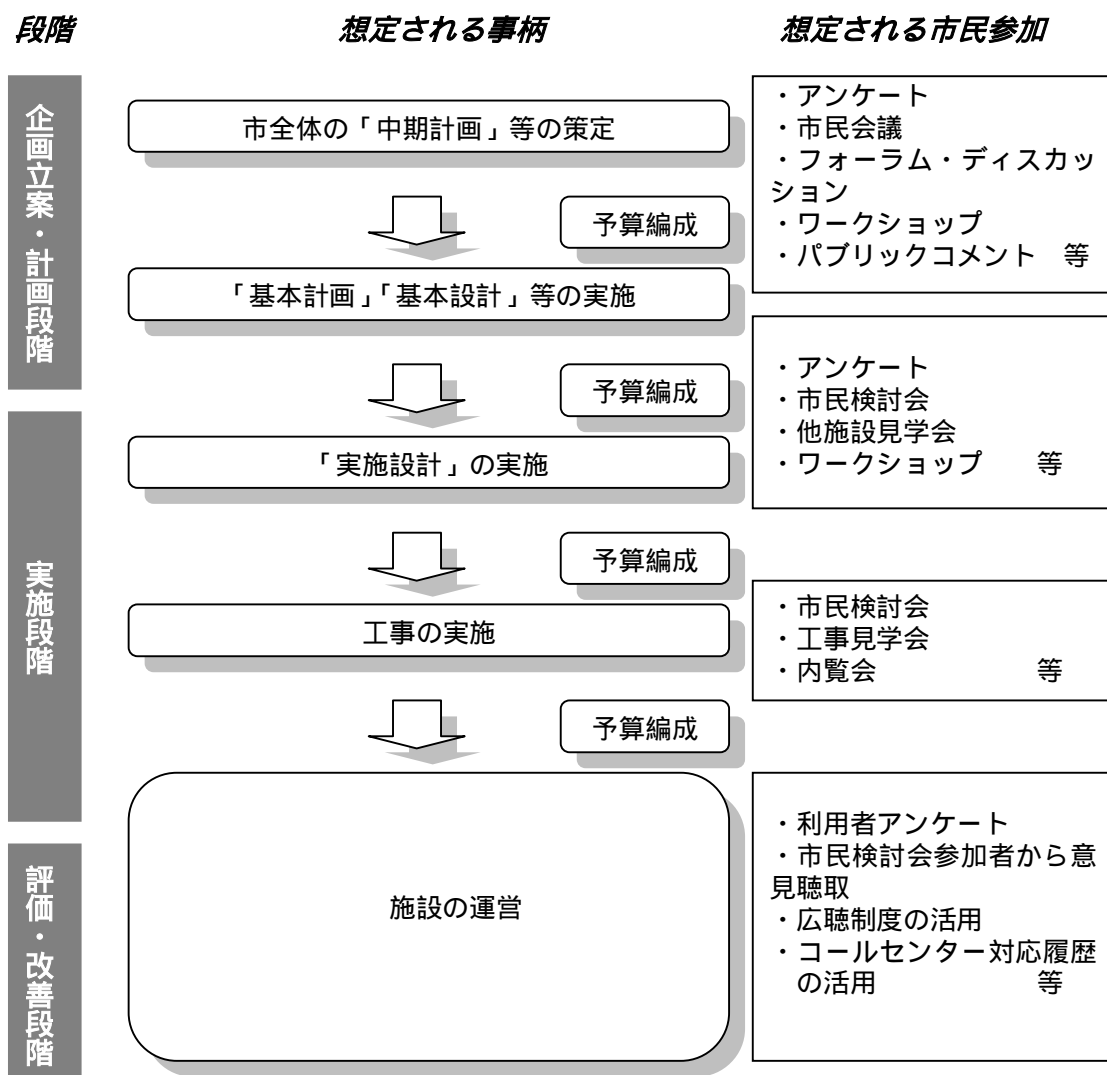 段階
想定される事柄
想定される市民参加
企画立案・計画段階
市全体の「中期計画」等の策定
予算編成
「基本計画」「基本設計」等の実施
・アンケート
・市民会議
・フォーラム・ディスカッ
ション
・ワークショップ
・パブリックコメント　等
予算編成
・アンケート
・市民検討会
・他施設見学会
・ワークショップ　　等
実施段階
「実施設計」の実施
予算編成
工事の実施
・市民検討会
・工事見学会
・内覧会　　　　　　等
予算編成
評価・改善段階
施設の運営
・利用者アンケート
・市民検討会参加者から意
見聴取
・広聴制度の活用
・コールセンター対応履歴
の活用　　　　　　等